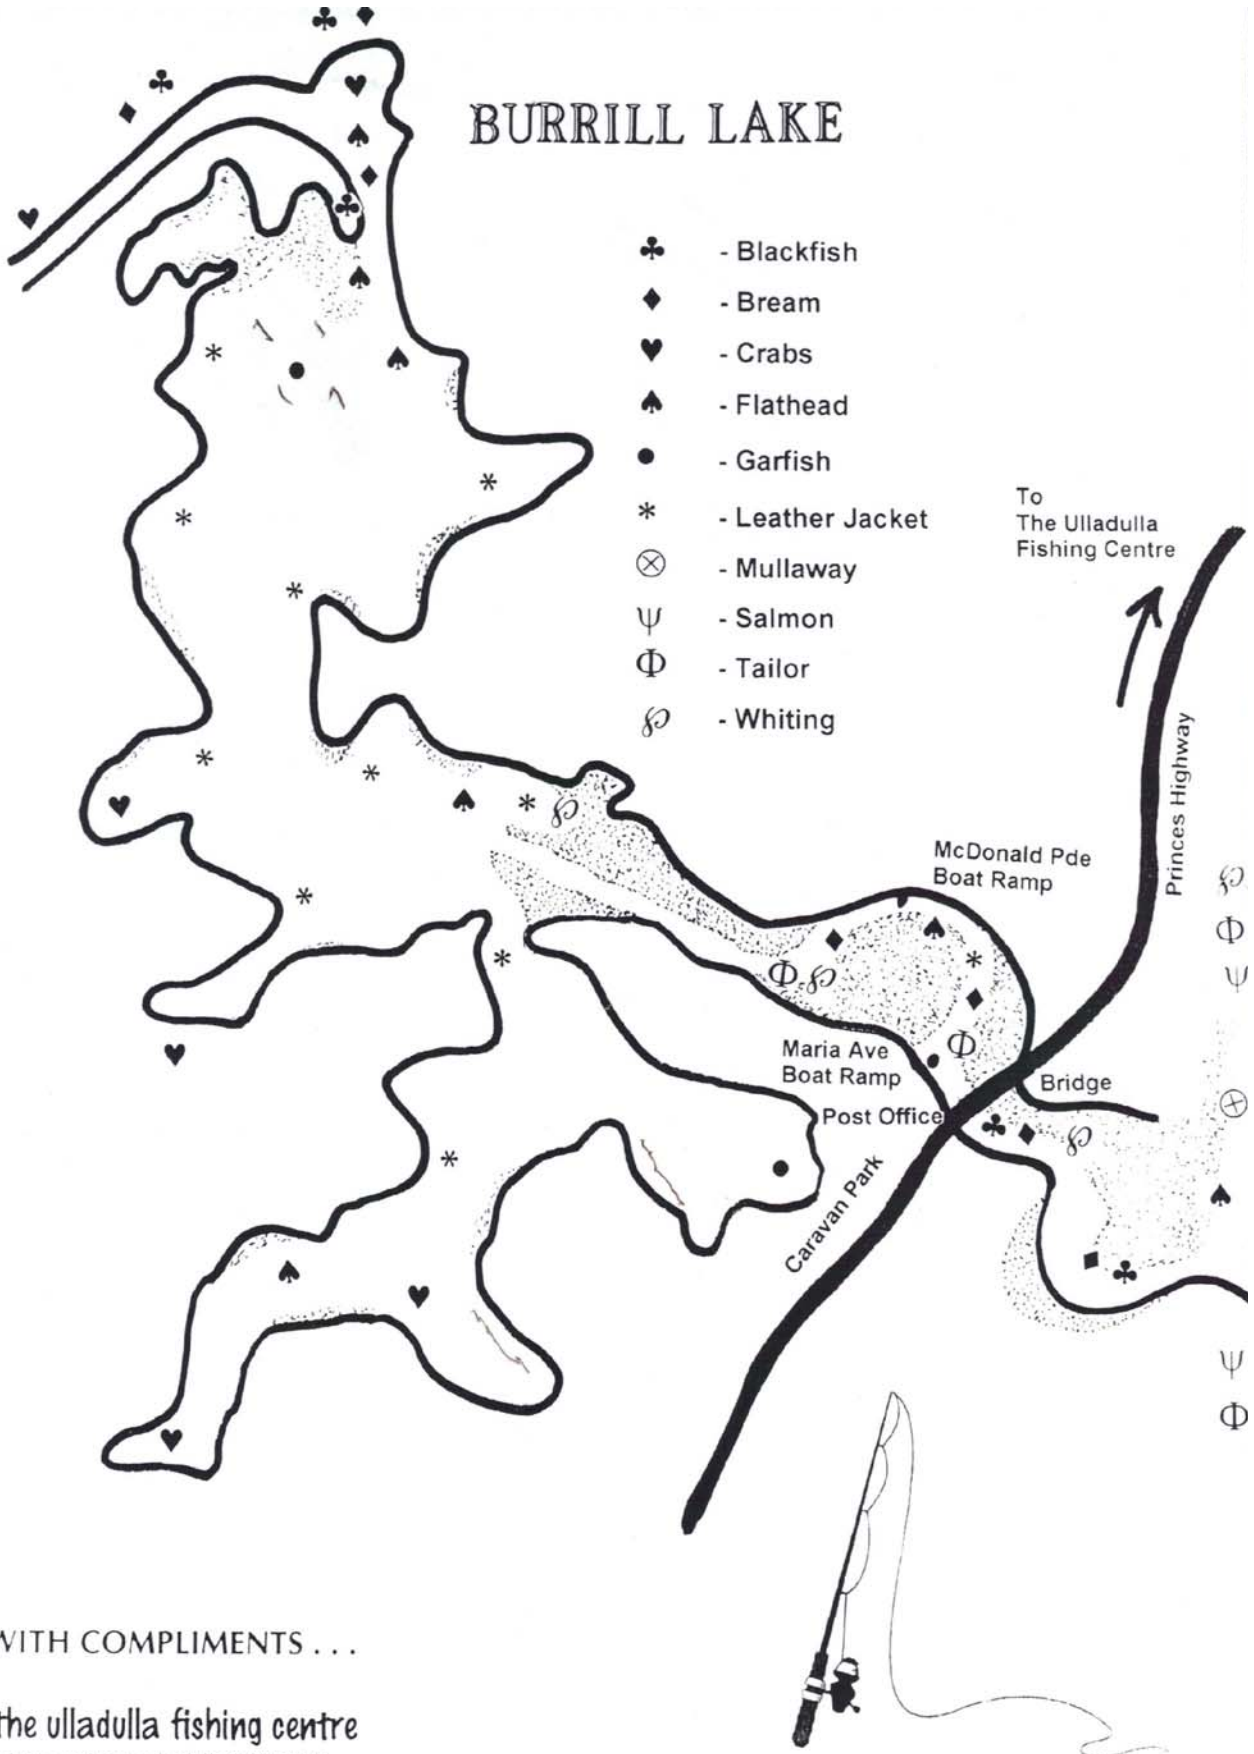 BURRILL LAKE
- Blackfish
- Bream
- Crabs
- Flathead
- Garfish
- Leather Jacket
- Mullaway
- Salmon
- Tailor
- Whiting
To
The Ulladulla
Fishing Centre
Princes Highway
McDonald Pde
Boat Ramp
Maria Ave
Boat Ramp
Bridge
Post Office
Caravan Park
WITH COMPLIMENTS . . .
the ulladulla fishing centre